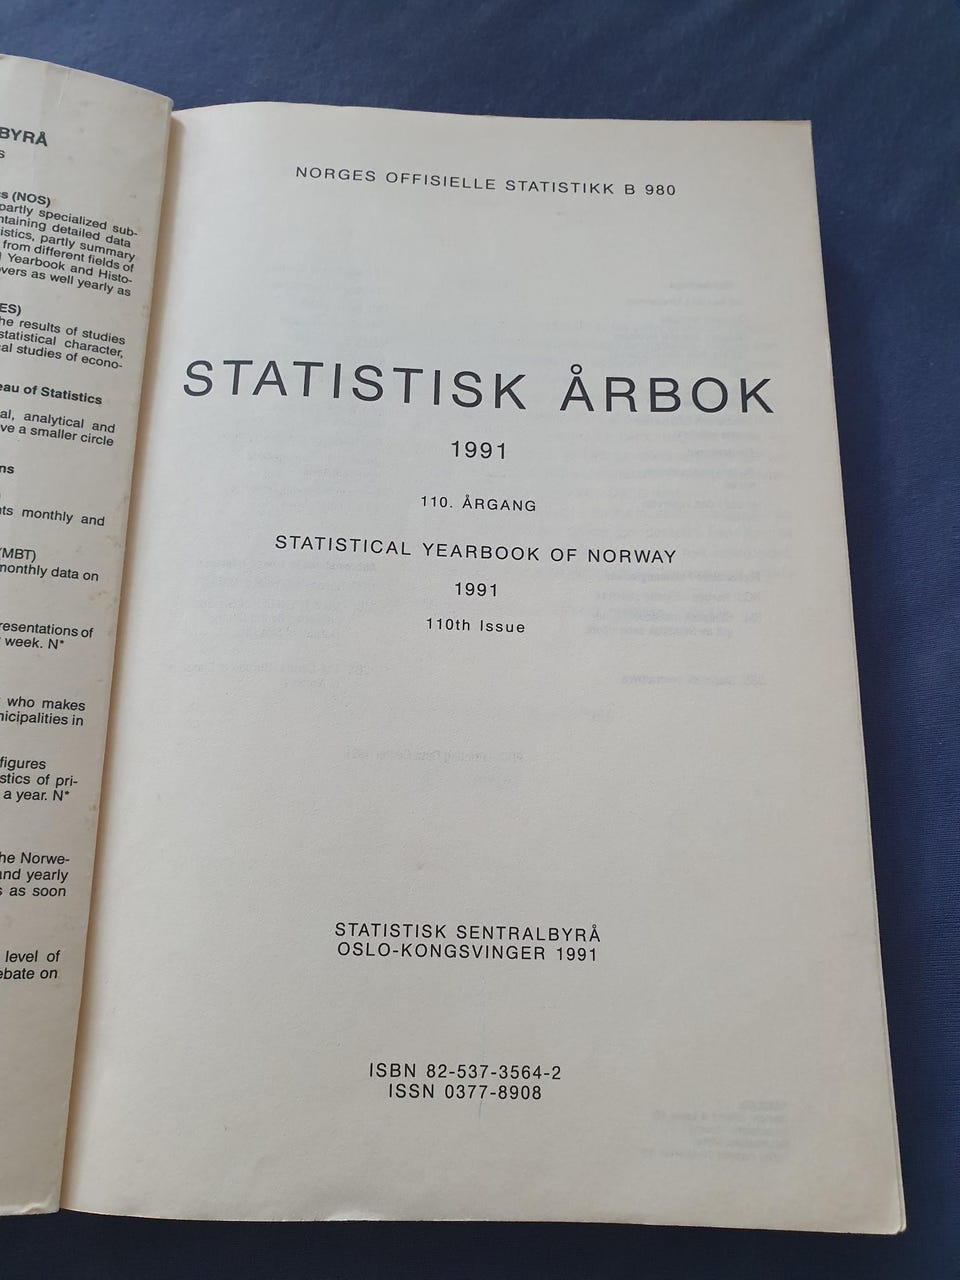 BYRÅ
s (NOS)
partly specialized sub-
ntaining detailed data
istics, partly summary
from different fields of
Yearbook and Histo-
vers as well yearly as
ES)
he results of studies
statistical character,
al studies of econo-
eau of Statistics
al, analytical and
ve a smaller circle
ns
ts monthly and
(MBT)
monthly data on
resentations of
week. N*
who makes
nicipalities in
figures
stics of pri-
a year. N*
he Norwe-
and yearly
s as soon
level of
ebate on
NORGES OFFISIELLE STATISTIKK B 980
STATISTISK ÅRBOK
1991
110. ÅRGANG
STATISTICAL YEARBOOK OF NORWAY
1991
110th Issue
STATISTISK SENTRALBYRÅ
OSLO-KONGSVINGER 1991
ISBN 82-537-3564-2
ISSN 0377-8908